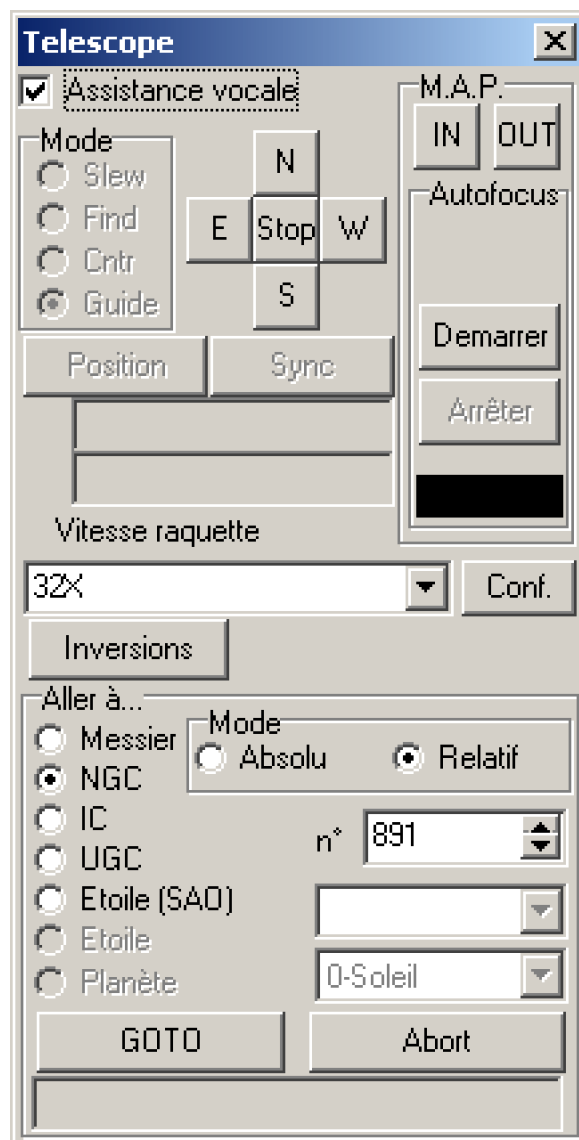 Telescope
Assistance vocale
M.A.P.
IN OUT
Mode
Slew
Find
Cntr
Guide
N
E Stop W
S
Autofocus
Demarrer
Arrêter
Position Sync
Vitesse raquette
32X Conf.
Inversions
Aller à...
Messier
NGC
IC
UGC
Etoile (SAO)
Etoile
Planète
Mode
Absolu Relatif
n° 891
0-Soleil
GOTO Abort